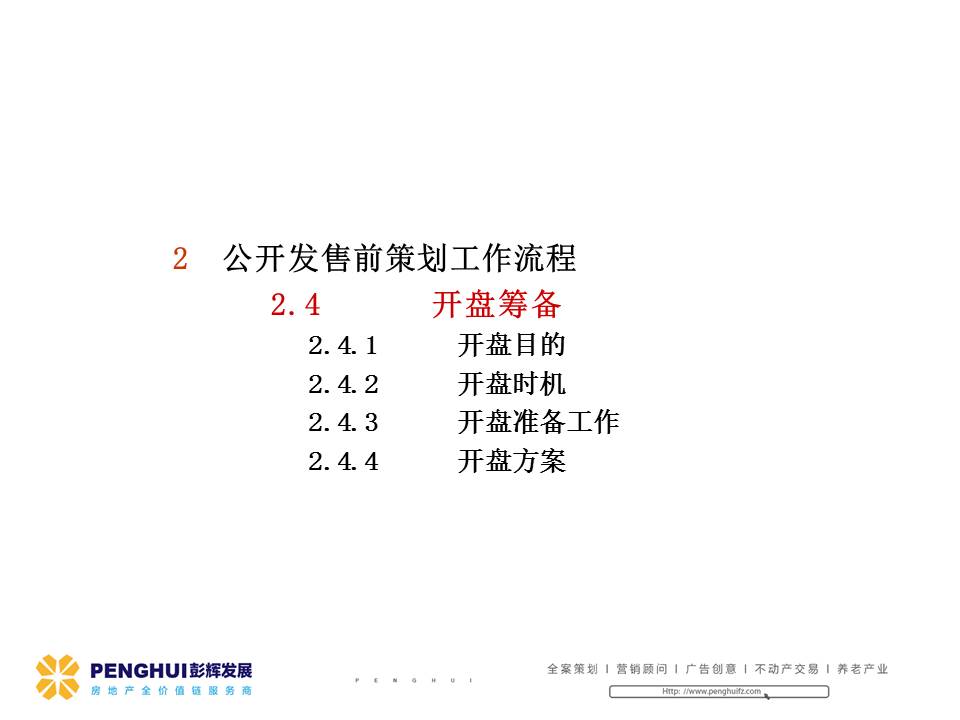 2 公开发售前策划工作流程
2.4 开盘筹备
2.4.1 开盘目的
2.4.2 开盘时机
2.4.3 开盘准备工作
2.4.4 开盘方案
PENGHUI彭辉发展
房地产全价值链服务商
PENGHUI
全案策划 | 营销顾问 | 广告创意 | 不动产交易 | 养老产业
Http: //www.penghuifz.com